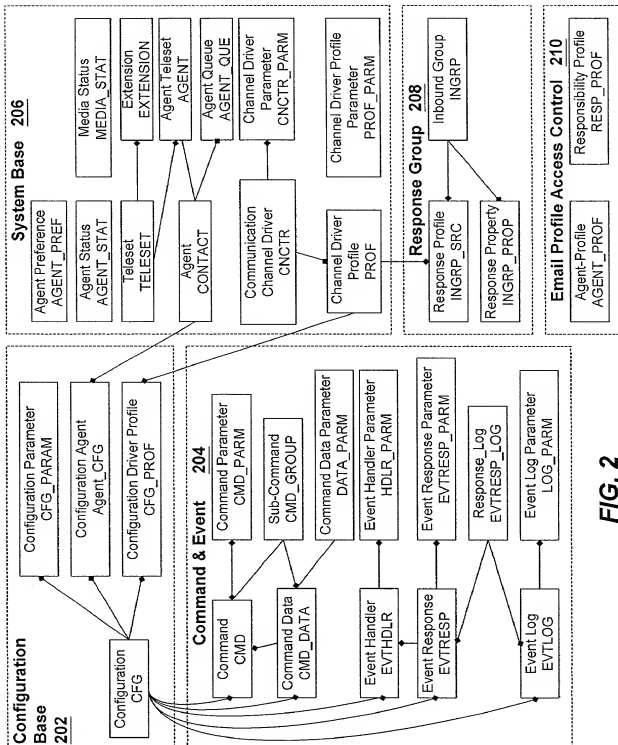 Configuration
Base
202
Configuration
CFG
Configuration Parameter
CFG_PARAM
Configuration Agent
Agent_CFG
Configuration Driver Profile
CFG_PROF
Command & Event 204
Command
CMD
Command Parameter
CMD_PARM
Sub-Command
CMD_GROUP
Command Data
CMD_DATA
Command Data Parameter
DATA_PARM
Event Handler
EVTHDLR
Event Handler Parameter
HDLR_PARM
Event Response
EVTRESP
Event Response Parameter
EVTRESP_PARM
Response_Log
EVTRESP_LOG
Event Log
EVTLOG
Event Log Parameter
LOG_PARM
System Base 206
Agent Preference
AGENT_PREF
Agent Status
AGENT_STAT
Media Status
MEDIA_STAT
Teleset
TELESET
Extension
EXTENSION
Agent Teleset
AGENT
Agent
CONTACT
Agent Queue
AGENT_QUE
Communication
Channel Driver
CNCTR
Channel Driver
Parameter
CNCTR_PARM
Channel Driver
Profile
PROF
Channel Driver Profile
Parameter
PROF_PARM
Response Group 208
Response Profile
INGRP_SRC
Response Property
INGRP_PROP
Inbound Group
INGRP
Email Profile Access Control 210
Agent-Profile
AGENT_PROF
Responsibility Profile
RESP_PROF
FIG. 2